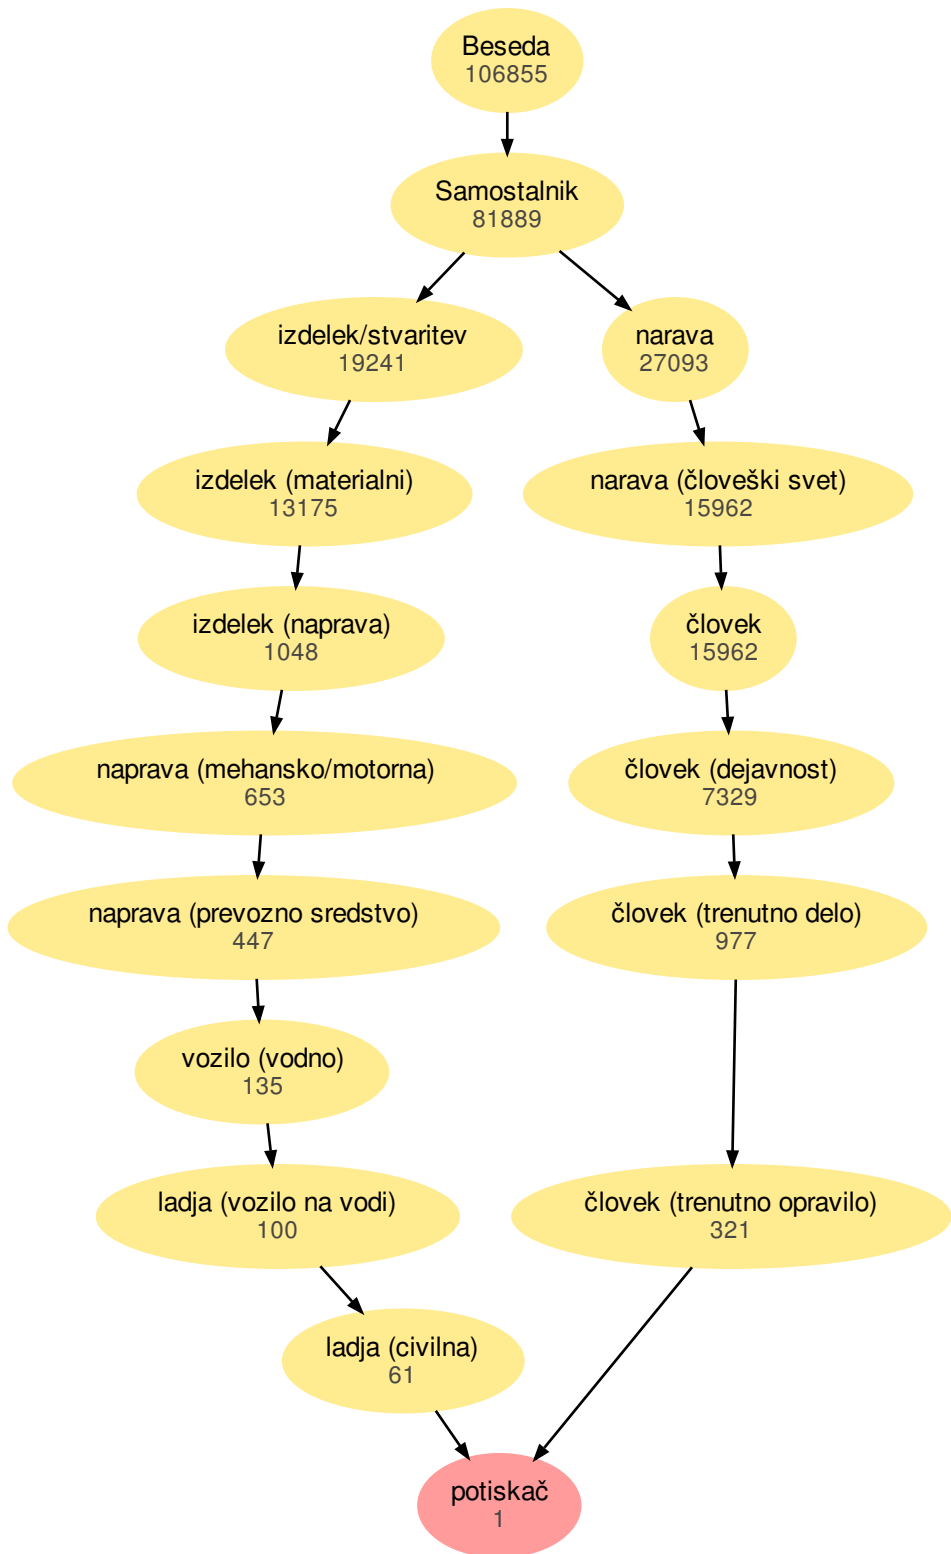 Beseda
106855
Samostalnik
81889
izdelek/stvaritev
19241
narava
27093
izdelek (materialni)
13175
narava (človeški svet)
15962
izdelek (naprava)
1048
človek
15962
naprava (mehansko/motorna)
653
človek (dejavnost)
7329
naprava (prevozno sredstvo)
447
človek (trenutno delo)
977
vozilo (vodno)
135
ladja (vozilo na vodi)
100
človek (trenutno opravilo)
321
ladja (civilna)
61
potiskač
1